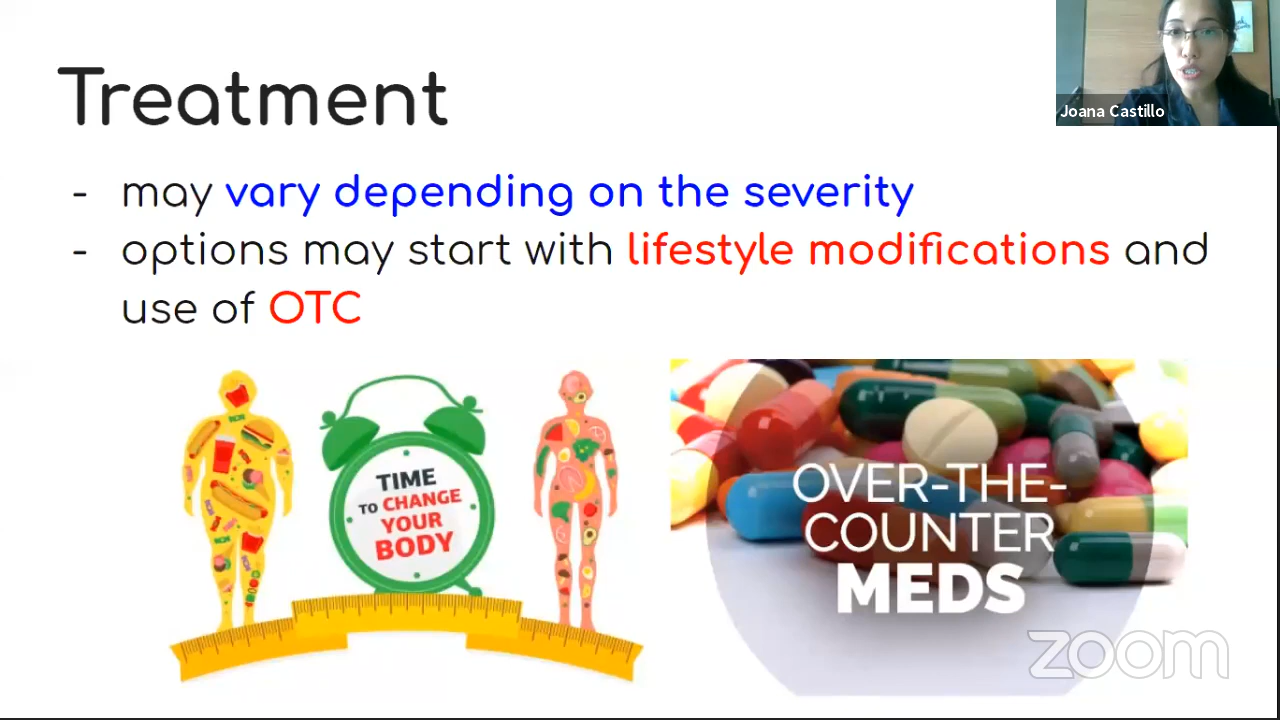 Treatment
Joana Castillo
- may vary depending on the severity
- options may start with lifestyle modifications and
use of OTC
TIME
TO CHANGE
YOUR
BODY
OVER-THE-
COUNTER
MEDS
zoom